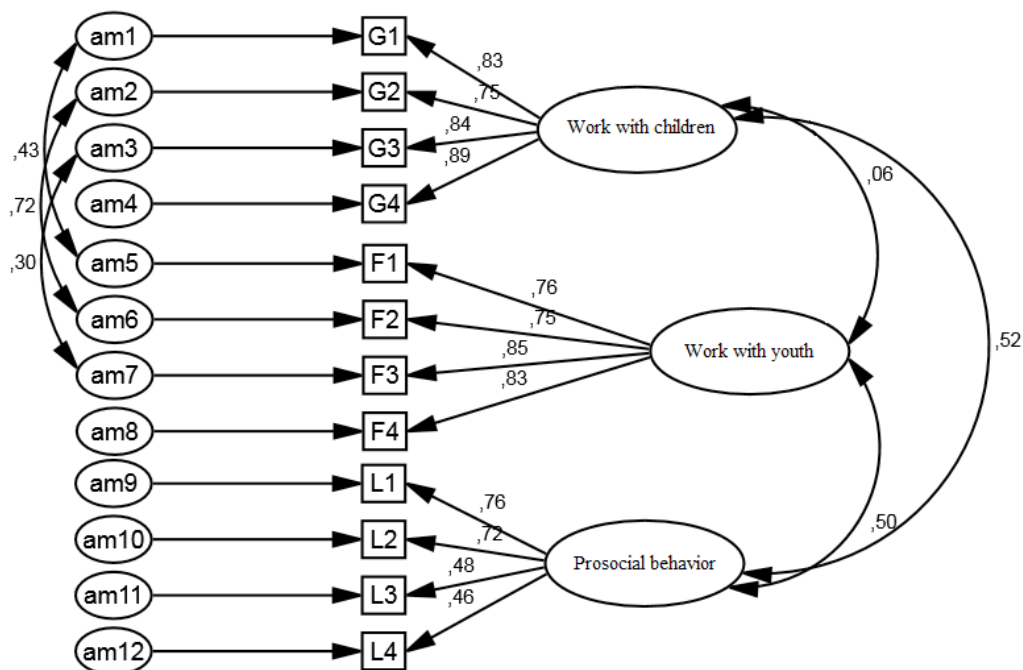 am1
G1
,83
am2
G2
,75
Work with children
am3
G3
,84
,43
,89
,06
,72
am4
G4
,30
am5
F1
,76
am6
F2
,75
Work with youth
,52
am7
F3
,85
,83
am8
F4
am9
L1
,76
,50
am10
L2
,72
Prosocial behavior
am11
L3
,48
,46
am12
L4